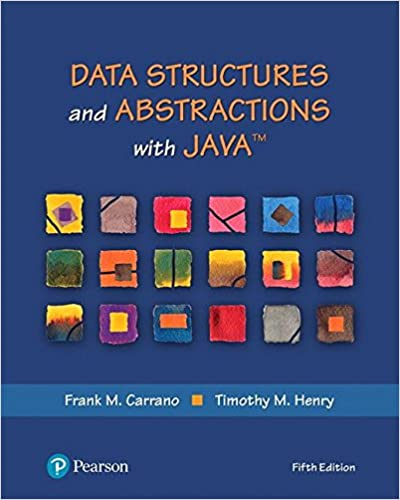 DATA STRUCTURES
and ABSTRACTIONS
with JAVA™
Frank M. Carrano ■ Timothy M. Henry
Pearson
Fifth Edition